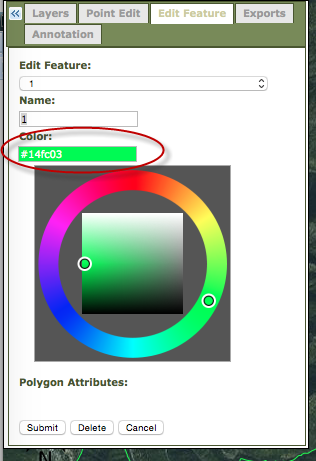 «
Layers
Point Edit
Edit Feature
Exports
Annotation
Edit Feature:
1
Name:
1
Color:
#14fc03
Polygon Attributes:
Submit
Delete
Cancel
N